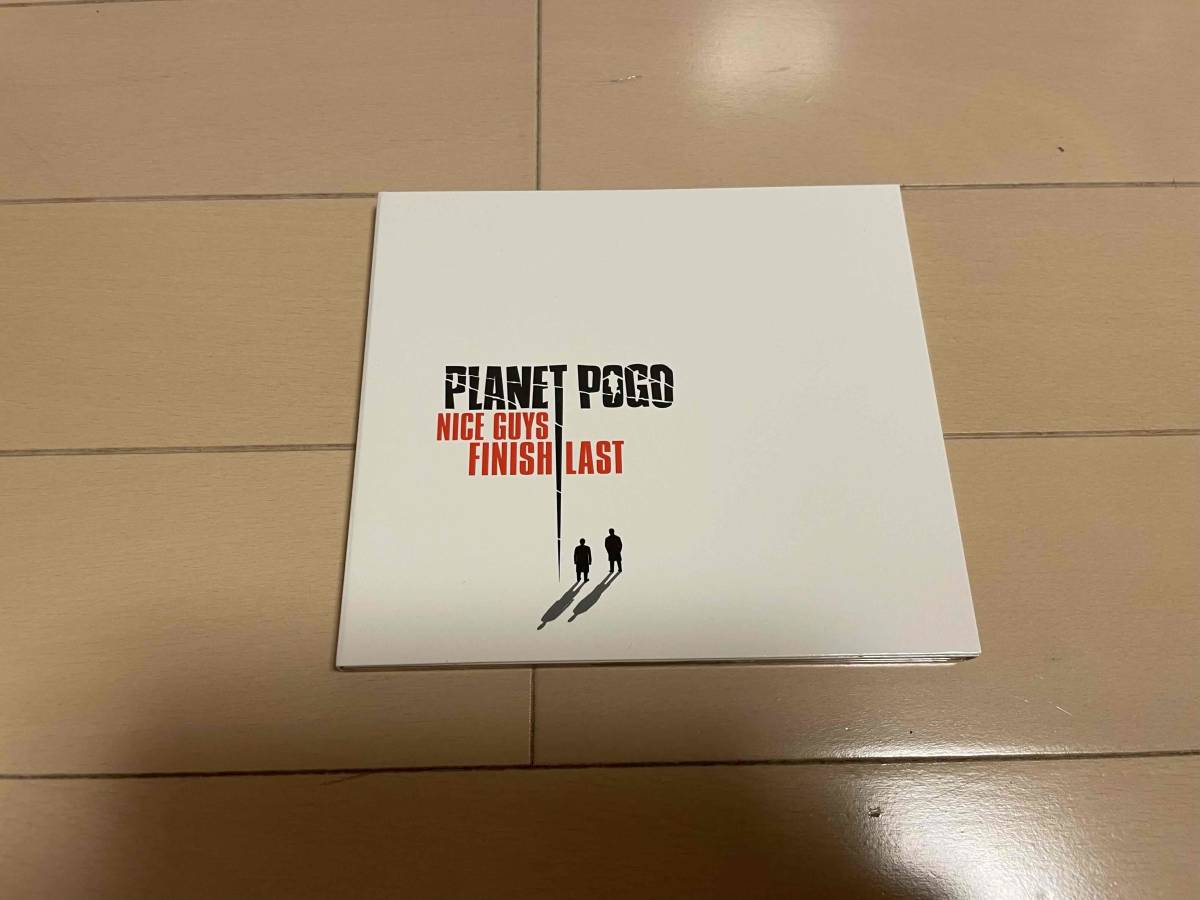 PLANET POGO
NICE GUYS
FINISH LAST